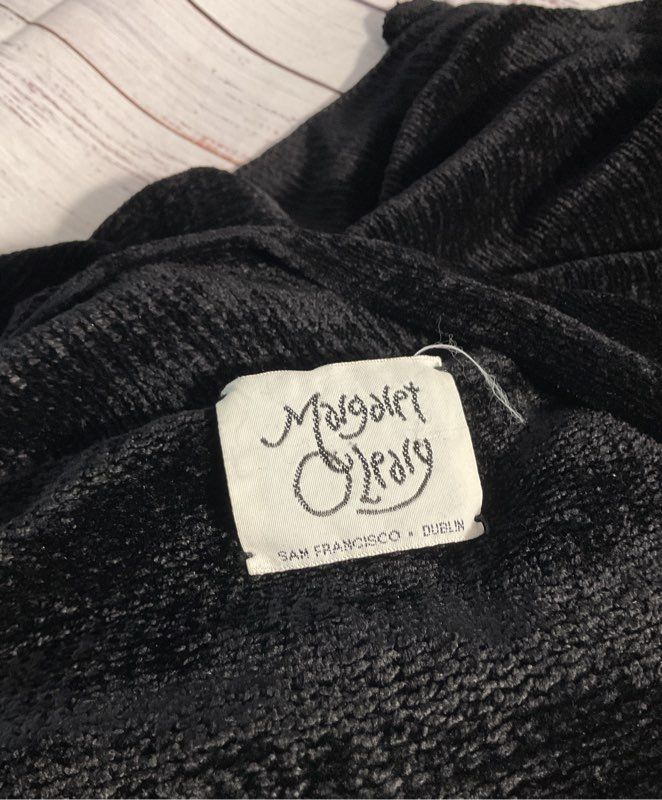 Margaret
O'Leary
SAN FRANCISCO • DUBLIN